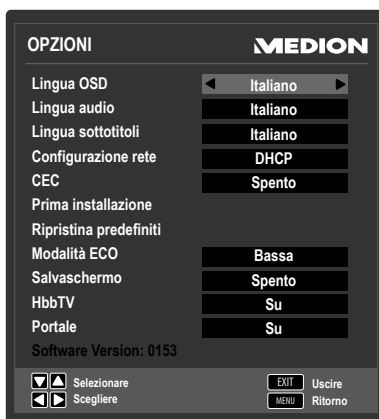 OPZIONI MEDION
Lingua OSD Italiano
Lingua audio Italiano
Lingua sottotitoli Italiano
Configurazione rete DHCP
CEC Spento
Prima installazione
Ripristina predefiniti
Modalità ECO Bassa
Salvaschermo Spento
HbbTV Su
Portale Su
Software Version: 0153
Selezionare EXIT Uscire
Scegliere MENU Ritorno